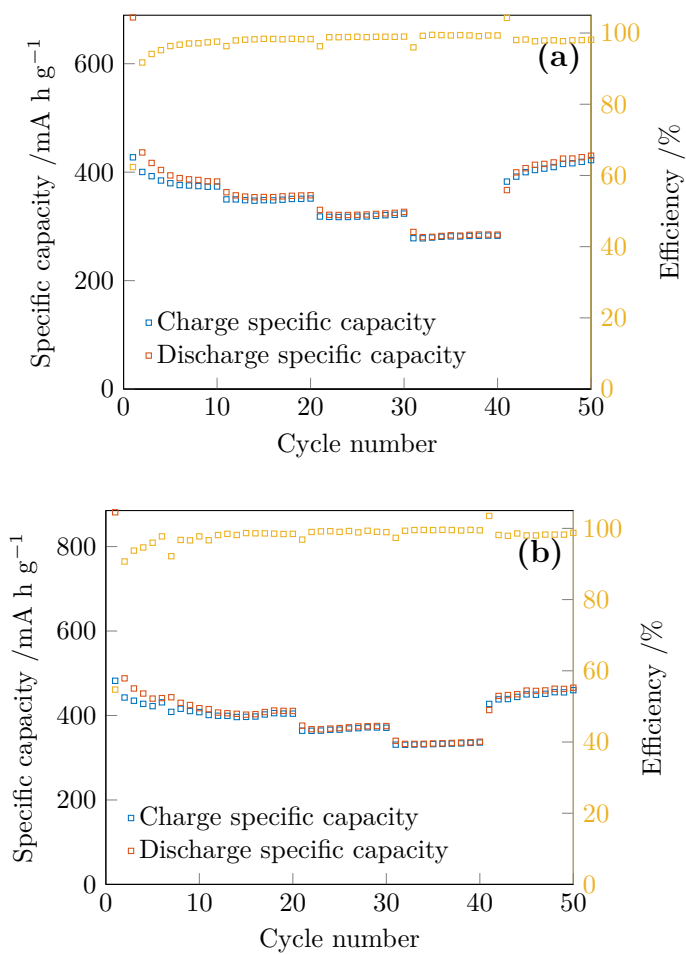 (a)
600
400
200
0
Specific capacity /mA h g⁻¹
100
80
60
40
20
0
Efficiency /%
Charge specific capacity
Discharge specific capacity
0 10 20 30 40 50
Cycle number
(b)
800
600
400
200
0
Specific capacity /mA h g⁻¹
100
80
60
40
20
0
Efficiency /%
Charge specific capacity
Discharge specific capacity
0 10 20 30 40 50
Cycle number